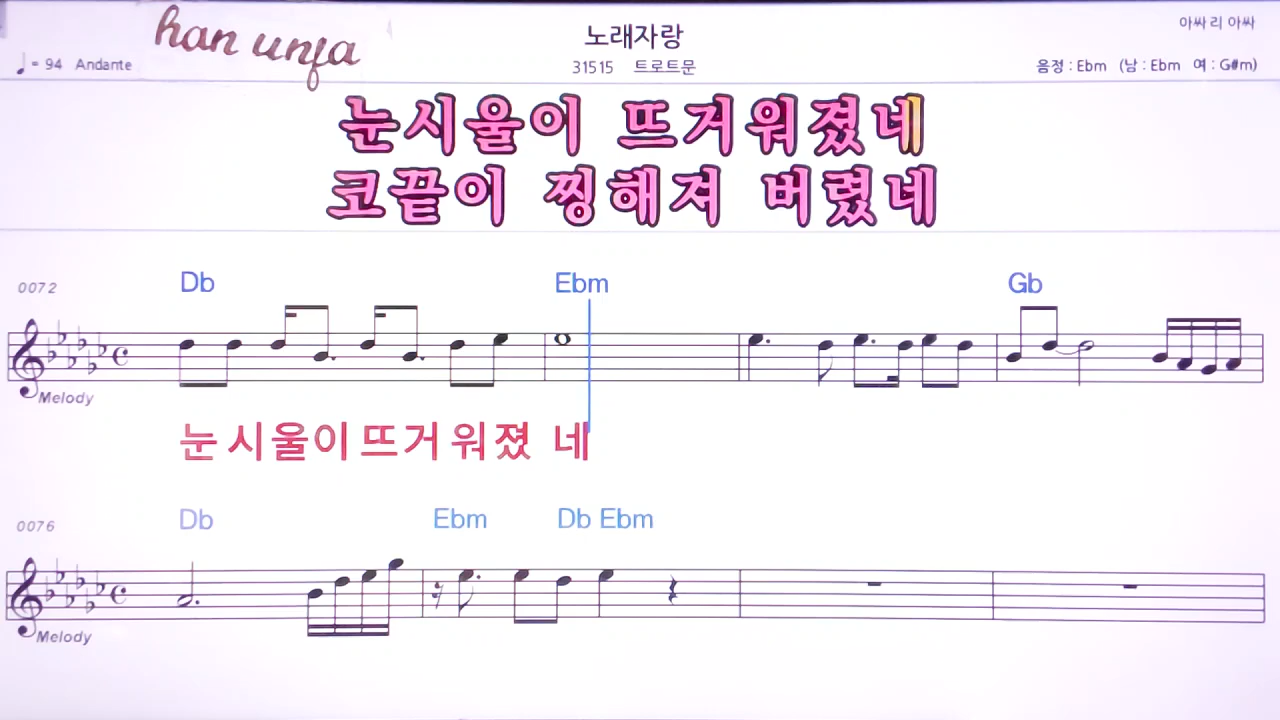 han unja
노래자랑
아싸리 아싸
♩ = 94 Andante
31515 트로트문
음정 : Ebm (남 : Ebm 여 : G#m)
눈시울이 뜨거워졌네
코끝이 찡해져 버렸네
Db Ebm Gb
0072
Melody
눈시울이뜨거워졌 네
Db Ebm Db Ebm
0076
Melody